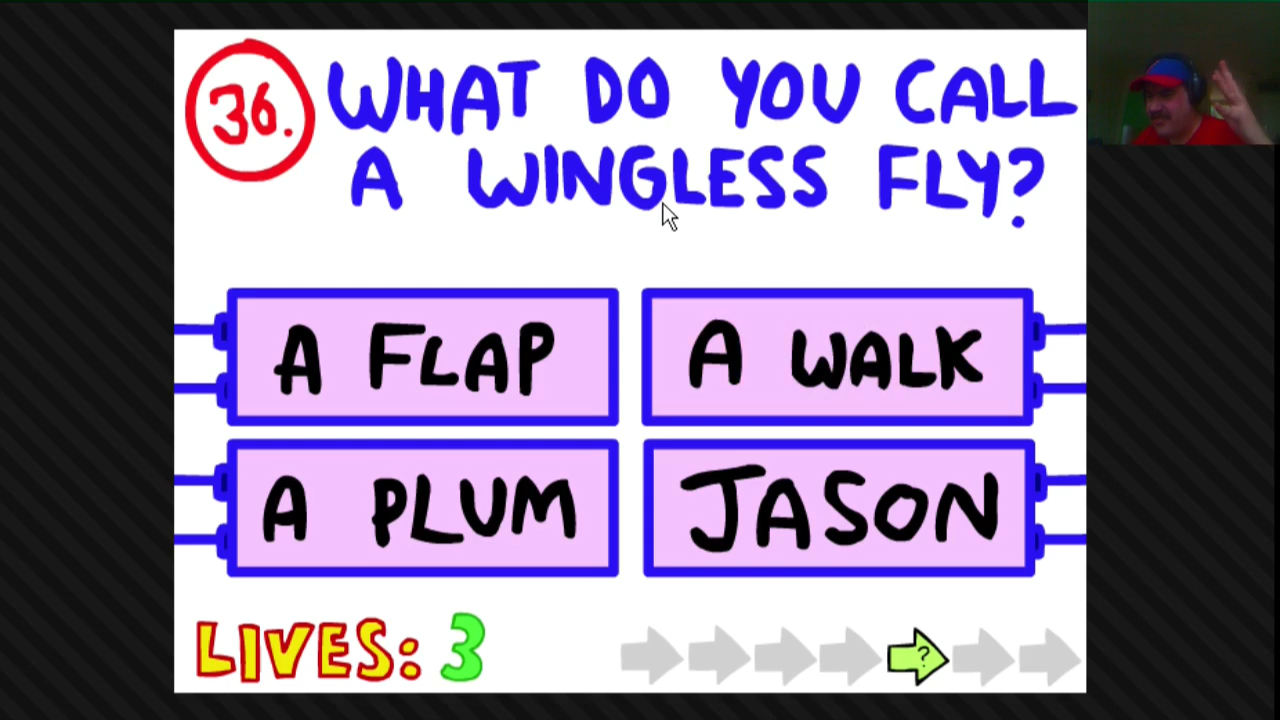 36.
WHAT DO YOU CALL
A WINGLESS FLY?
A FLAP
A WALK
A PLUM
JASON
LIVES: 3
?